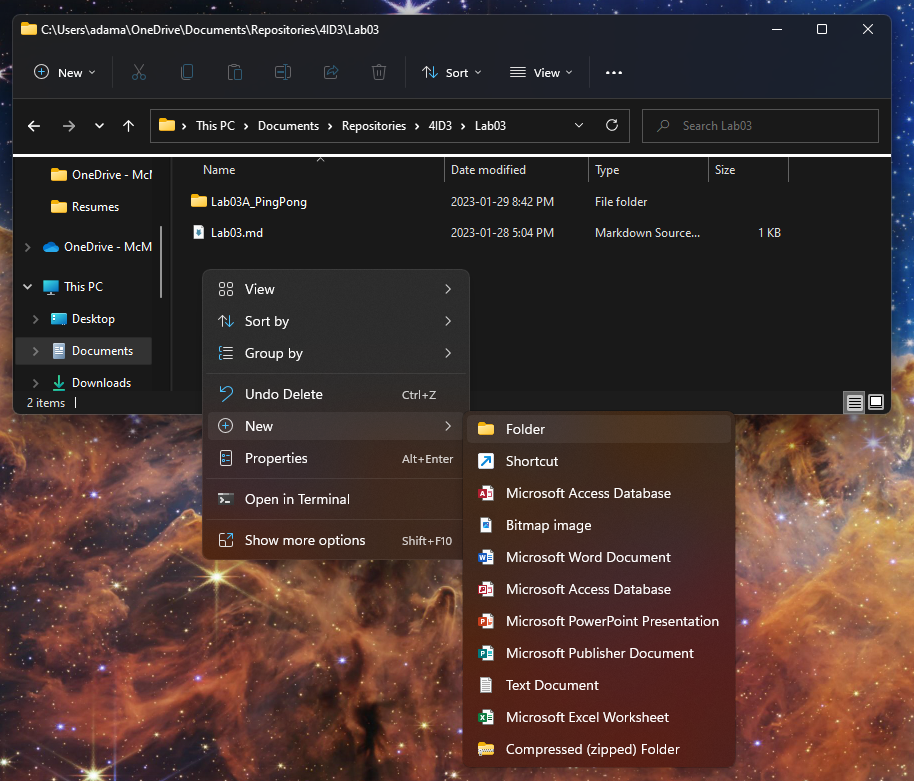 C:\Users\adama\OneDrive\Documents\Repositories\4ID3\Lab03
New Sort View
This PC Documents Repositories 4ID3 Lab03 Search Lab03
Name Date modified Type Size
OneDrive - McM
Resumes
OneDrive - McM
This PC
Desktop
Documents
Downloads
Lab03A_PingPong 2023-01-29 8:42 PM File folder
Lab03.md 2023-01-28 5:04 PM Markdown Source... 1 KB
2 items
View
Sort by
Group by
Undo Delete Ctrl+Z
New
Properties Alt+Enter
Open in Terminal
Show more options Shift+F10
Folder
Shortcut
Microsoft Access Database
Bitmap image
Microsoft Word Document
Microsoft Access Database
Microsoft PowerPoint Presentation
Microsoft Publisher Document
Text Document
Microsoft Excel Worksheet
Compressed (zipped) Folder